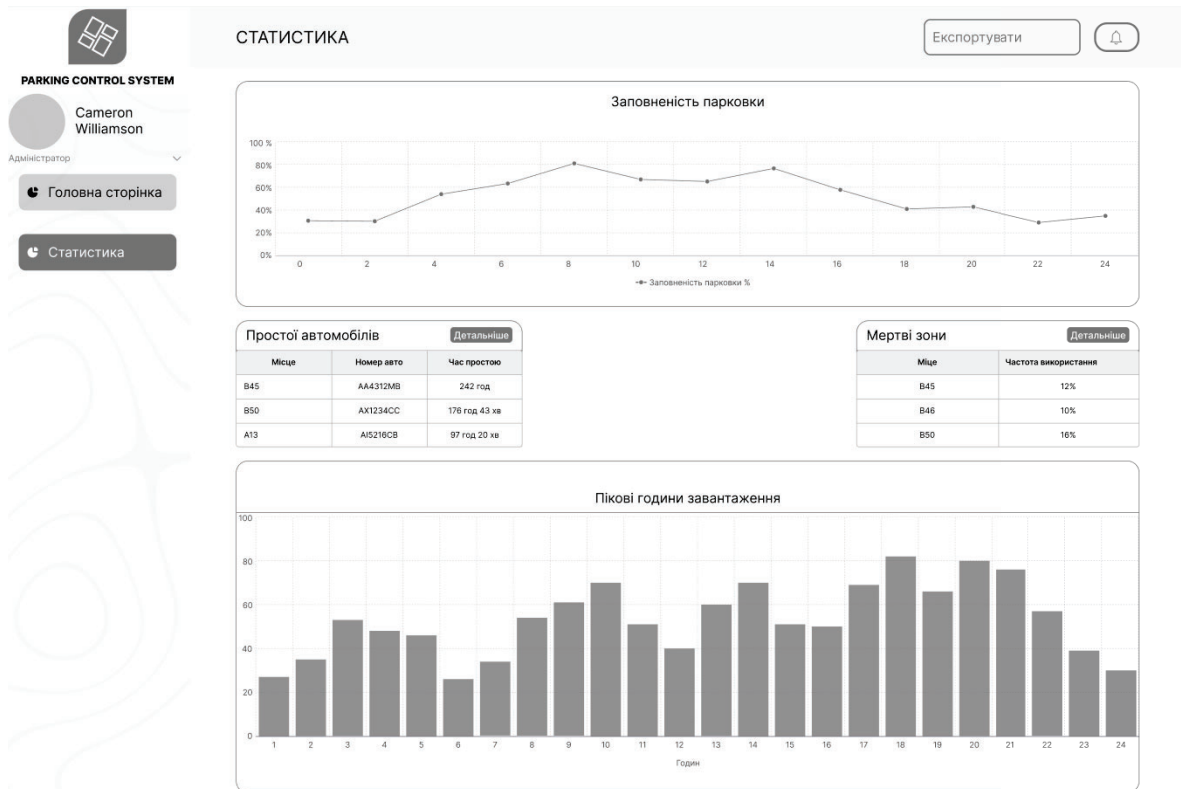 СТАТИСТИКА
Експортувати
PARKING CONTROL SYSTEM
Cameron
Williamson
Адміністратор
Головна сторінка
Статистика
Заповненість парковки
100 %
80%
60%
40%
20%
0%
0 2 4 6 8 10 12 14 16 18 20 22 24
Заповненість парковки %
Простої автомобілів Детальніше
Місце Номер авто Час простою
B45 AA4312MB 242 год
B50 AX1234CC 176 год 43 хв
A13 AI5216CB 97 год 20 хв
Мертві зони Детальніше
Міце Частота використання
B45 12%
B46 10%
B50 16%
Пікові години завантаження
100
80
60
40
20
0
1 2 3 4 5 6 7 8 9 10 11 12 13 14 15 16 17 18 19 20 21 22 23 24
Годин